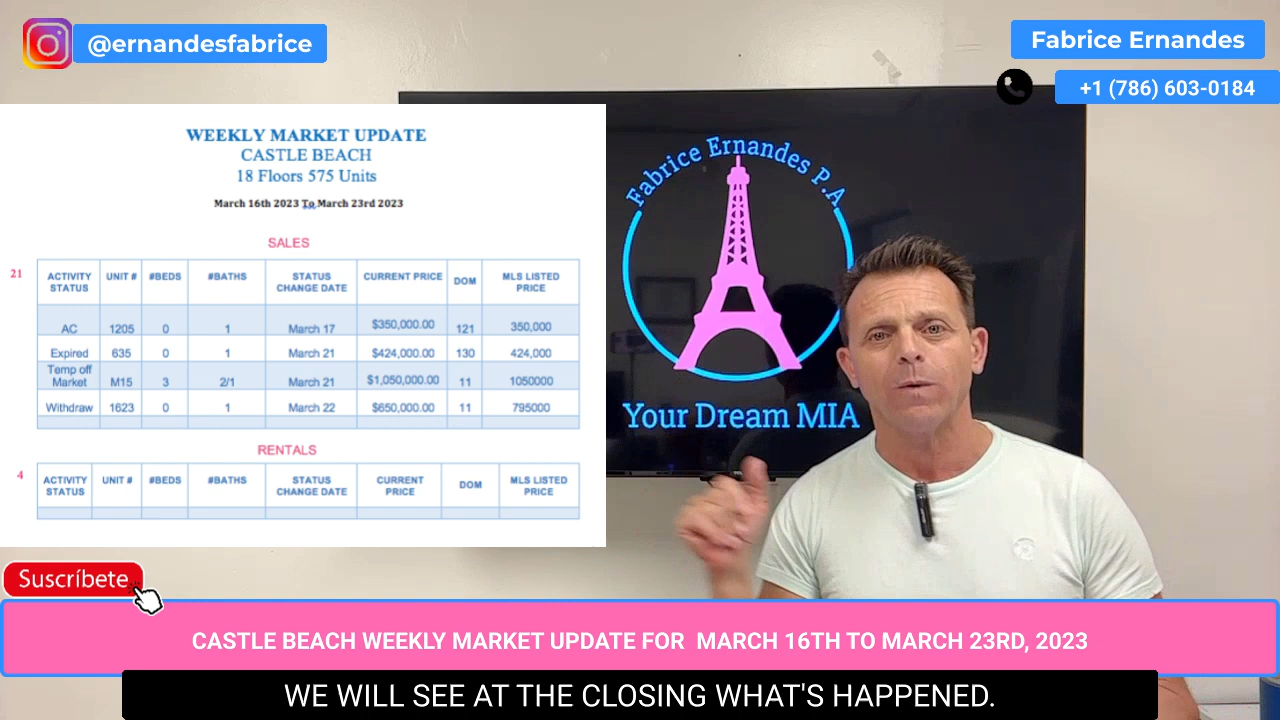 @ernandesfabrice
Fabrice Ernandes
+1 (786) 603-0184
WEEKLY MARKET UPDATE
CASTLE BEACH
18 Floors 575 Units
March 16th 2023 To March 23rd 2023
SALES
21
ACTIVITY STATUS UNIT # #BEDS #BATHS STATUS CHANGE DATE CURRENT PRICE DOM MLS LISTED PRICE
AC 1205 0 1 March 17 $350,000.00 121 350,000
Expired 635 0 1 March 21 $424,000.00 130 424,000
Temp off Market M15 3 2/1 March 21 $1,050,000.00 11 1050000
Withdraw 1623 0 1 March 22 $650,000.00 11 795000
RENTALS
4
ACTIVITY STATUS UNIT # #BEDS #BATHS STATUS CHANGE DATE CURRENT PRICE DOM MLS LISTED PRICE
Fabrice Ernandes P.A
Your Dream MIA
Suscríbete
CASTLE BEACH WEEKLY MARKET UPDATE FOR MARCH 16TH TO MARCH 23RD, 2023
WE WILL SEE AT THE CLOSING WHAT'S HAPPENED.